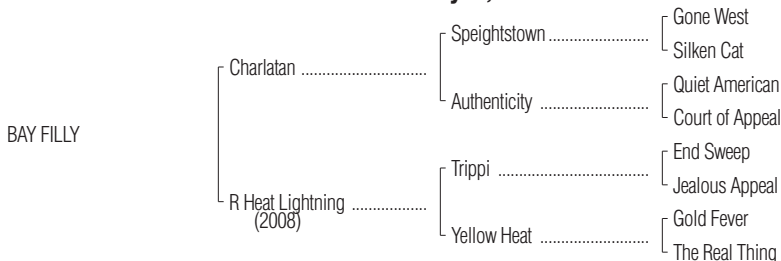 Gone West
Speightstown ........................
Silken Cat
Charlatan ..............................
Quiet American
Authenticity ..........................
Court of Appeal
BAY FILLY
End Sweep
Trippi ....................................
Jealous Appeal
R Heat Lightning ..................
(2008)
Gold Fever
Yellow Heat ..........................
The Real Thing